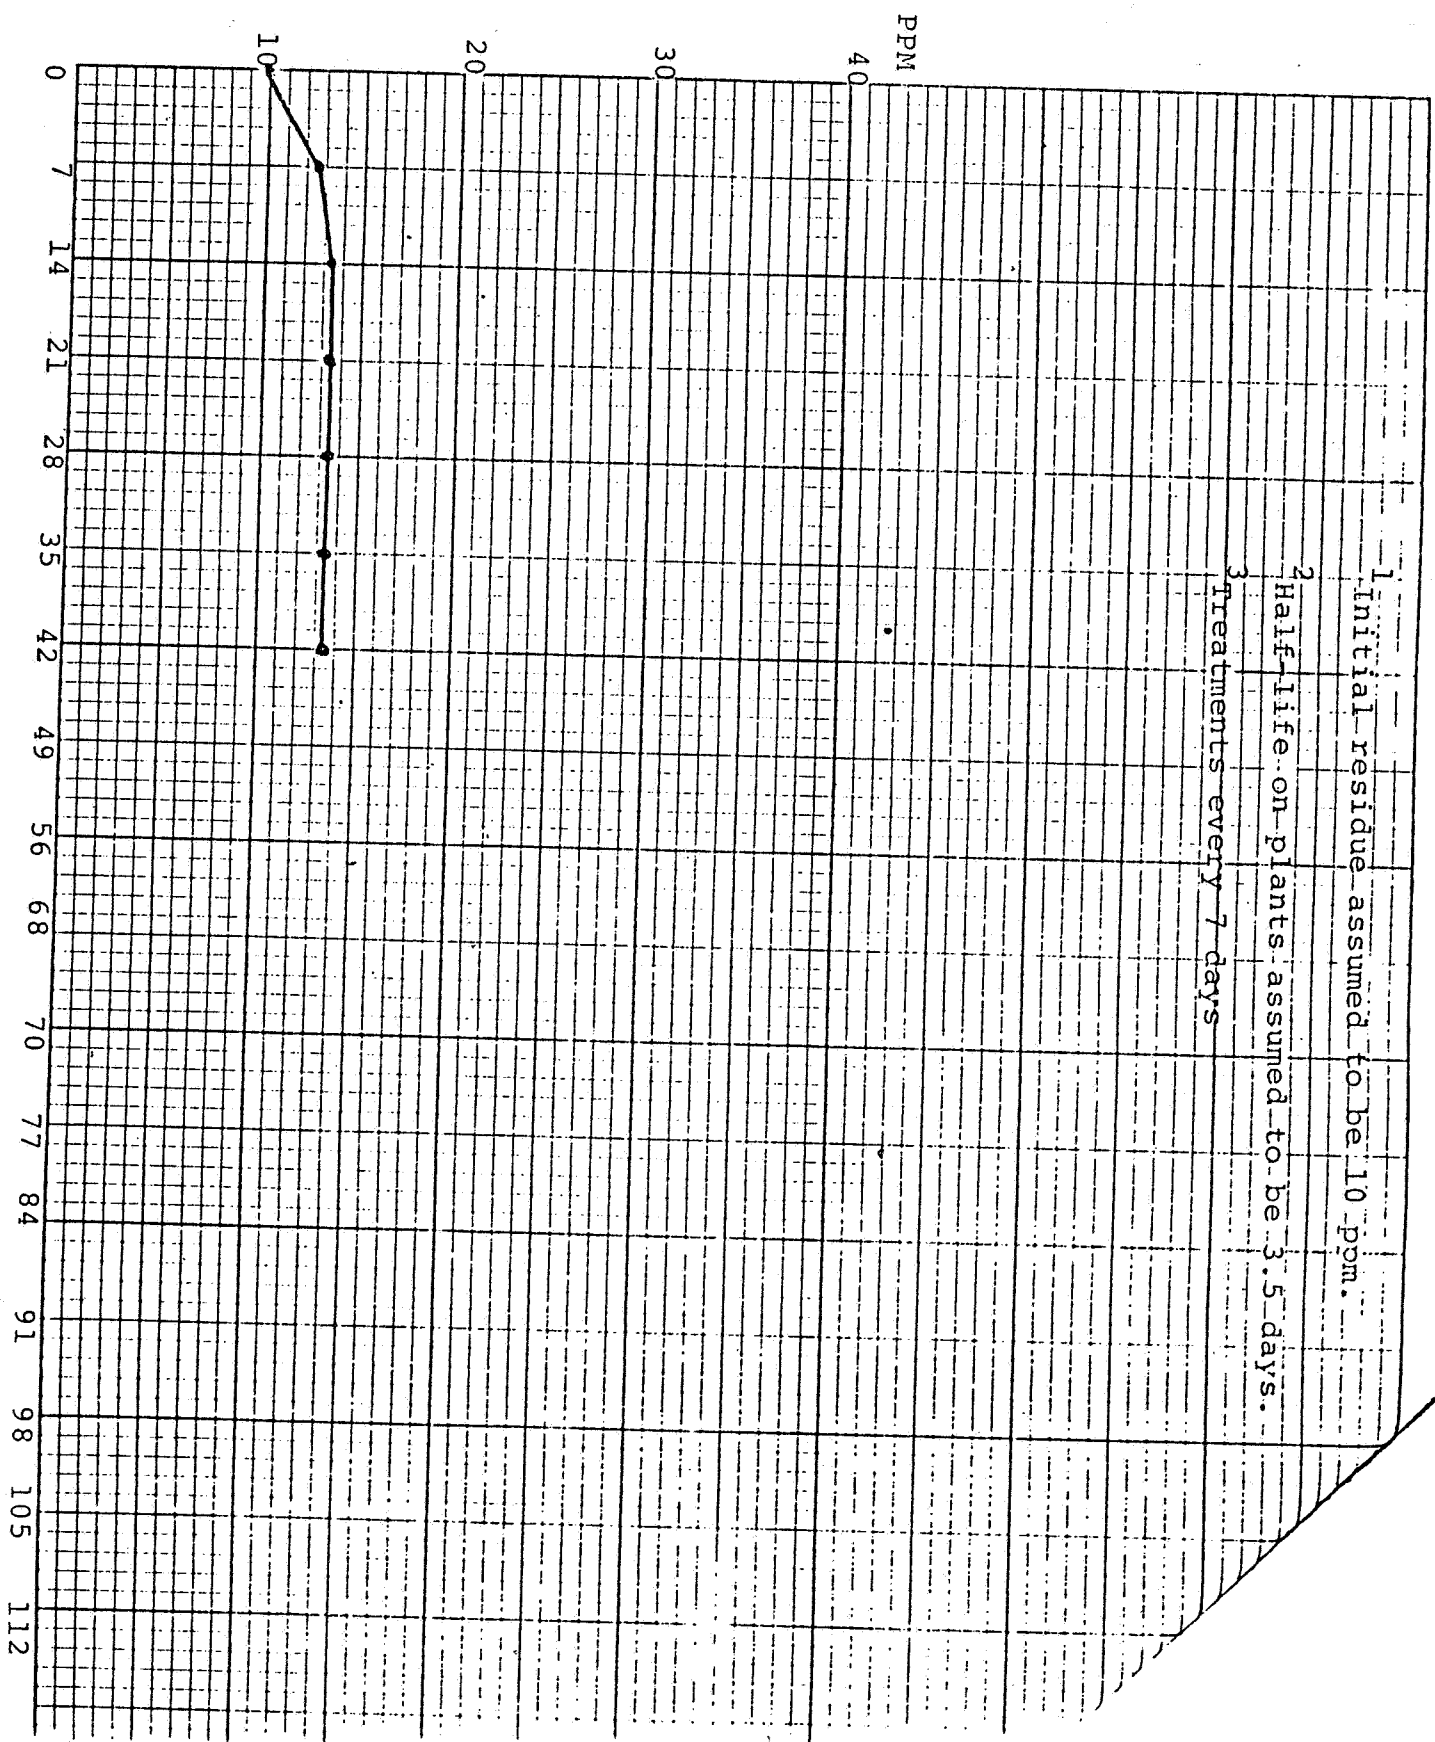 1
Initial residue assumed to be 10 ppm.
2
Half-life on plants assumed to be 3.5 days.
3
Treatments every 7 days
PPM
40
30
20
10
0 7 14 21 28 35 42 49 56 68 70 77 84 91 98 105 112